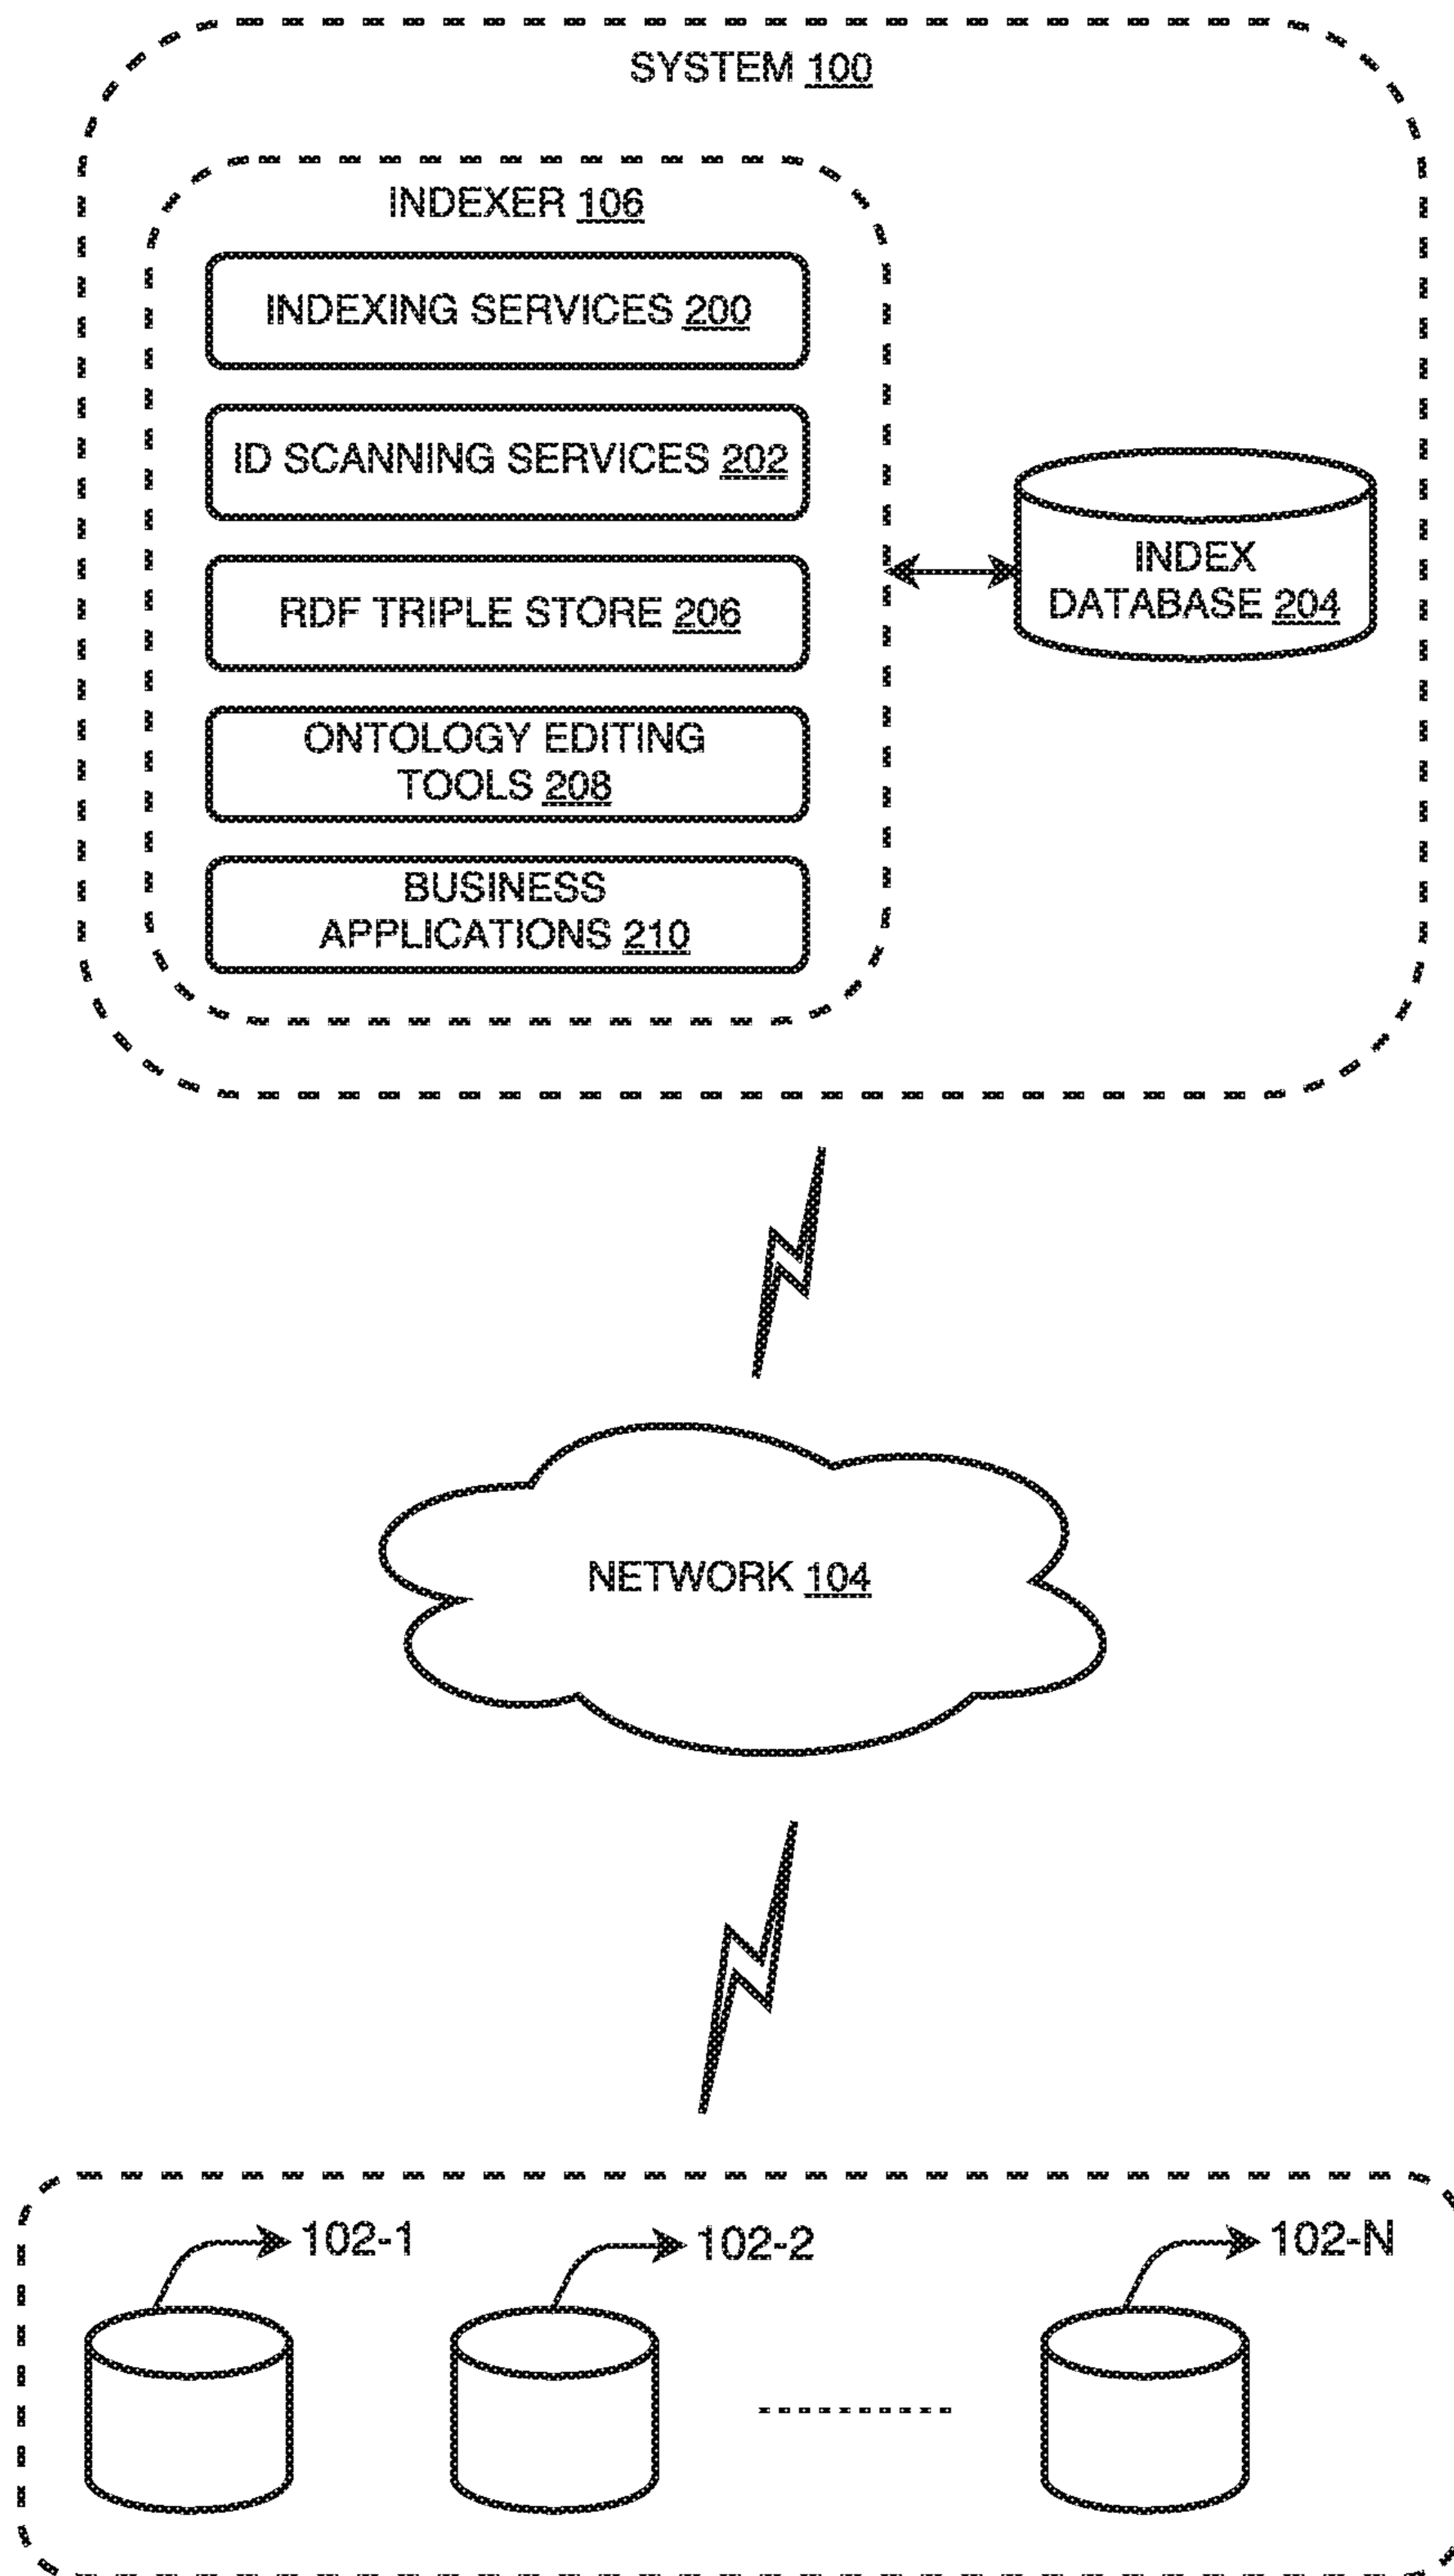 SYSTEM 100
INDEXER 106
INDEXING SERVICES 200
ID SCANNING SERVICES 202
RDF TRIPLE STORE 206
ONTOLOGY EDITING
TOOLS 208
BUSINESS
APPLICATIONS 210
INDEX
DATABASE 204
NETWORK 104
102-1
102-2
102-N